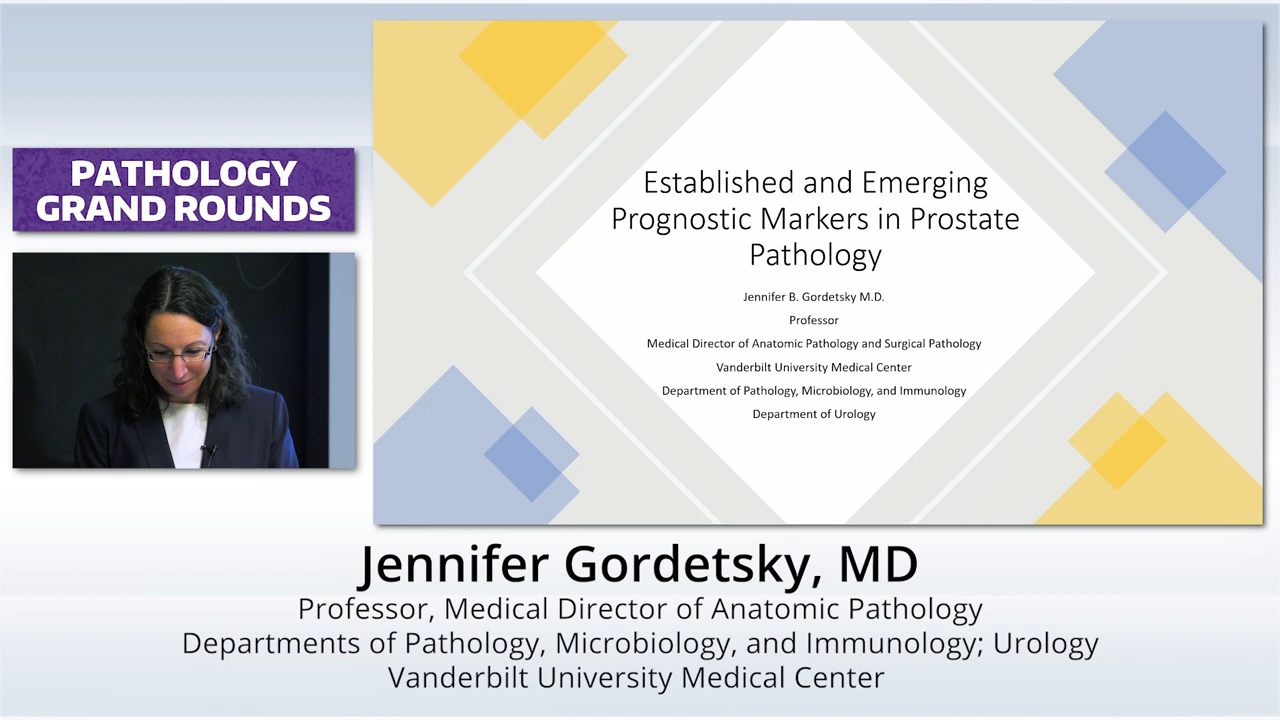 PATHOLOGY
GRAND ROUNDS
Established and Emerging
Prognostic Markers in Prostate
Pathology
Jennifer B. Gordetsky M.D.
Professor
Medical Director of Anatomic Pathology and Surgical Pathology
Vanderbilt University Medical Center
Department of Pathology, Microbiology, and Immunology
Department of Urology
Jennifer Gordetsky, MD
Professor, Medical Director of Anatomic Pathology
Departments of Pathology, Microbiology, and Immunology; Urology
Vanderbilt University Medical Center